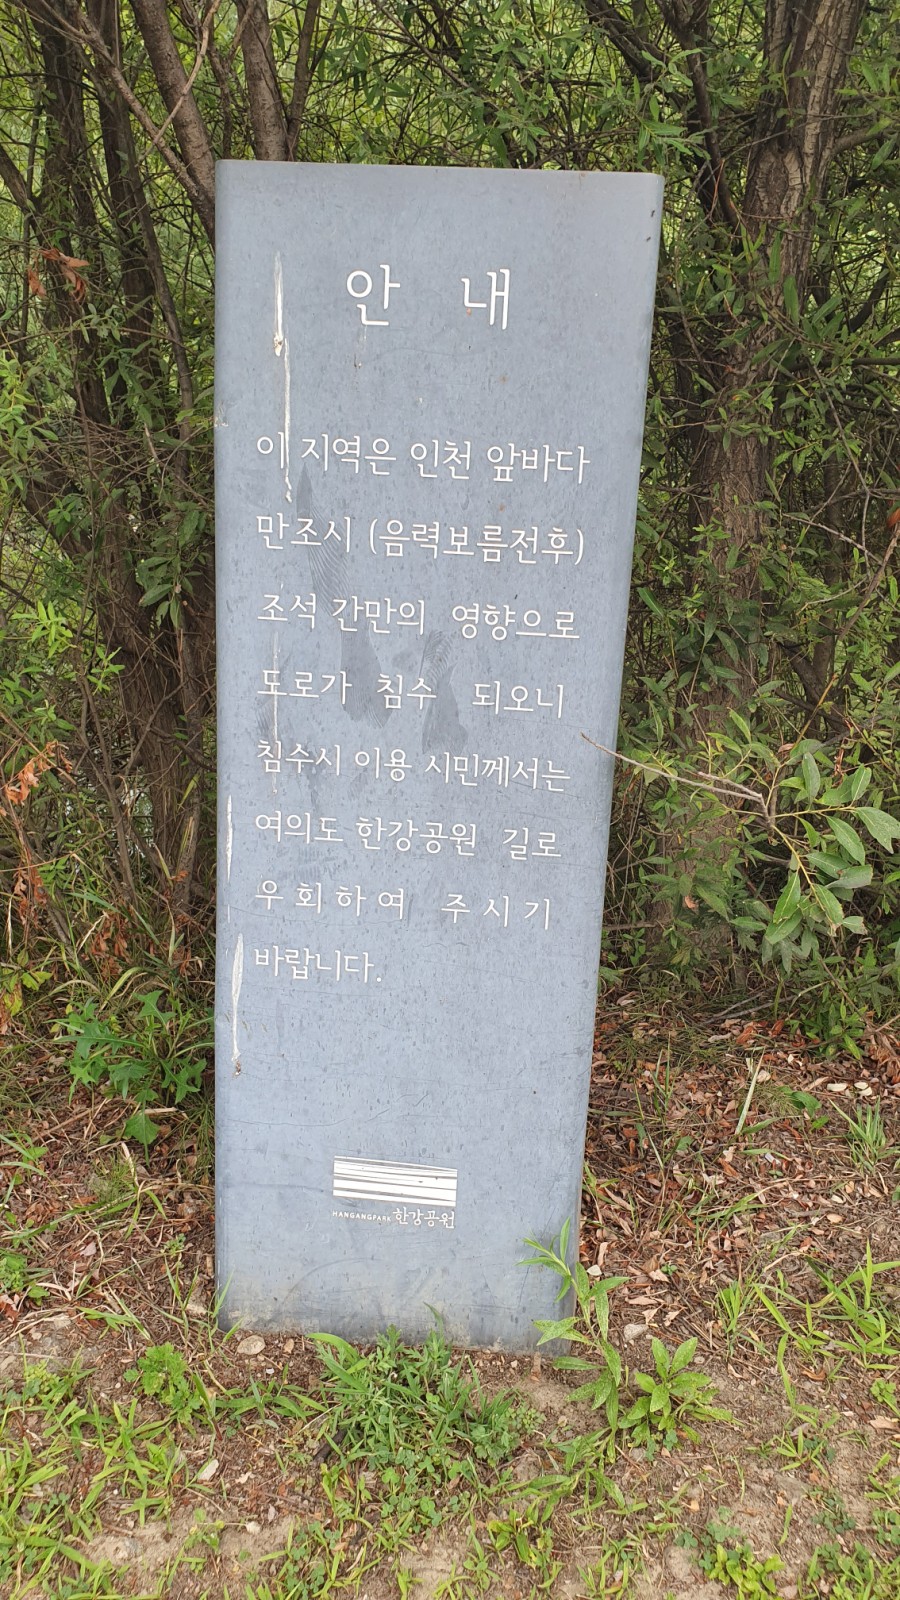 안 내
이 지역은 인천 앞바다
만조시 (음력보름전후)
조석 간만의 영향으로
도로가 침수 되오니
침수시 이용 시민께서는
여의도 한강공원 길로
우회하여 주시기
바랍니다.
HANGANGPARK 한강공원